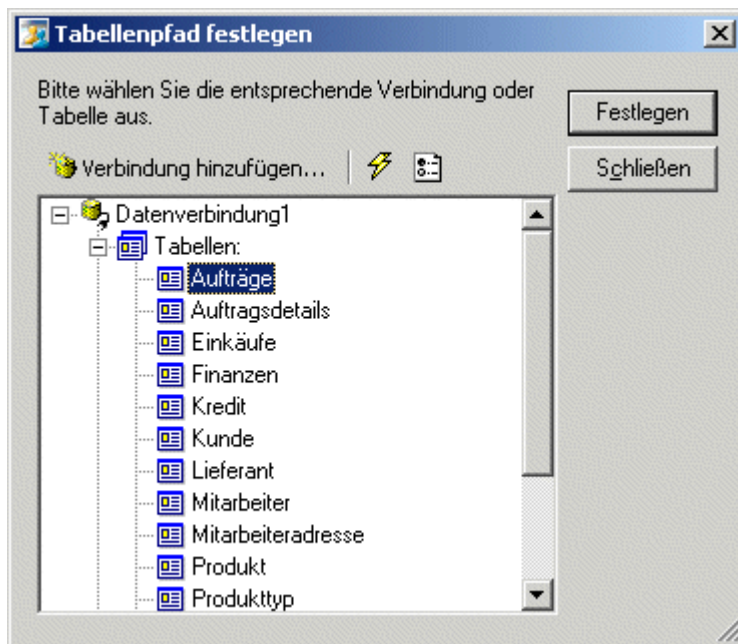 Tabellenpfad festlegen
Bitte wählen Sie die entsprechende Verbindung oder
Tabelle aus.
Festlegen
Verbindung hinzufügen...
Schließen
Datenverbindung1
Tabellen:
Aufträge
Auftragsdetails
Einkäufe
Finanzen
Kredit
Kunde
Lieferant
Mitarbeiter
Mitarbeiteradresse
Produkt
Produkttyp